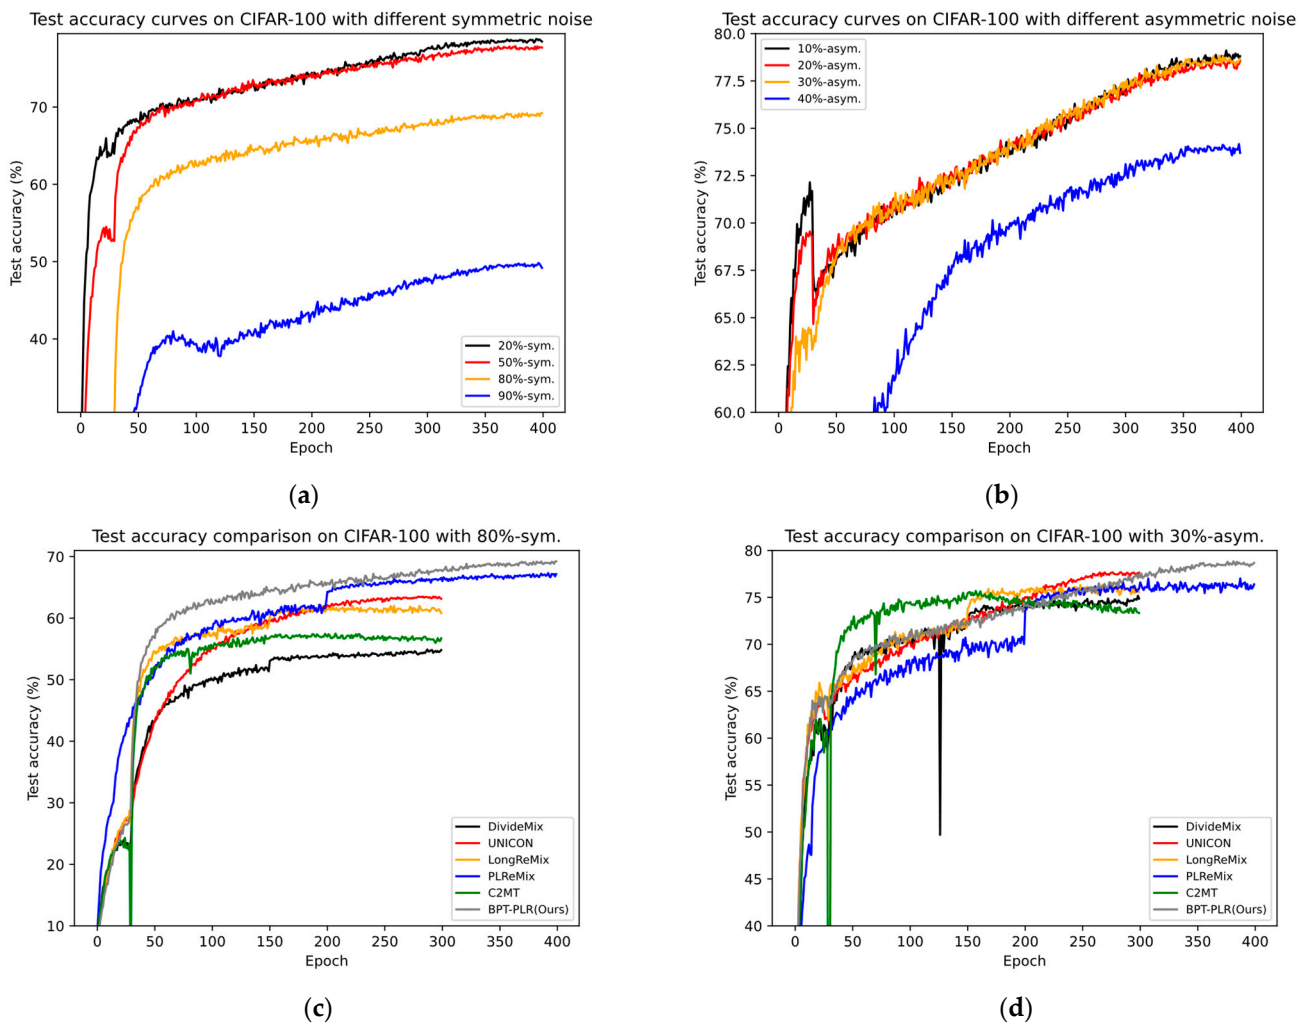 Test accuracy curves on CIFAR-100 with different symmetric noise
Test accuracy (%)
70
60
50
40
0 50 100 150 200 250 300 350 400
Epoch
20%-sym.
50%-sym.
80%-sym.
90%-sym.
(a)
Test accuracy curves on CIFAR-100 with different asymmetric noise
Test accuracy (%)
80.0
77.5
75.0
72.5
70.0
67.5
65.0
62.5
60.0
0 50 100 150 200 250 300 350 400
Epoch
10%-asym.
20%-asym.
30%-asym.
40%-asym.
(b)
Test accuracy comparison on CIFAR-100 with 80%-sym.
Test accuracy (%)
70
60
50
40
30
20
10
0 50 100 150 200 250 300 350 400
Epoch
DivideMix
UNICON
LongReMix
PLReMix
C2MT
BPT-PLR(Ours)
(c)
Test accuracy comparison on CIFAR-100 with 30%-asym.
Test accuracy (%)
80
75
70
65
60
55
50
45
40
0 50 100 150 200 250 300 350 400
Epoch
DivideMix
UNICON
LongReMix
PLReMix
C2MT
BPT-PLR(Ours)
(d)